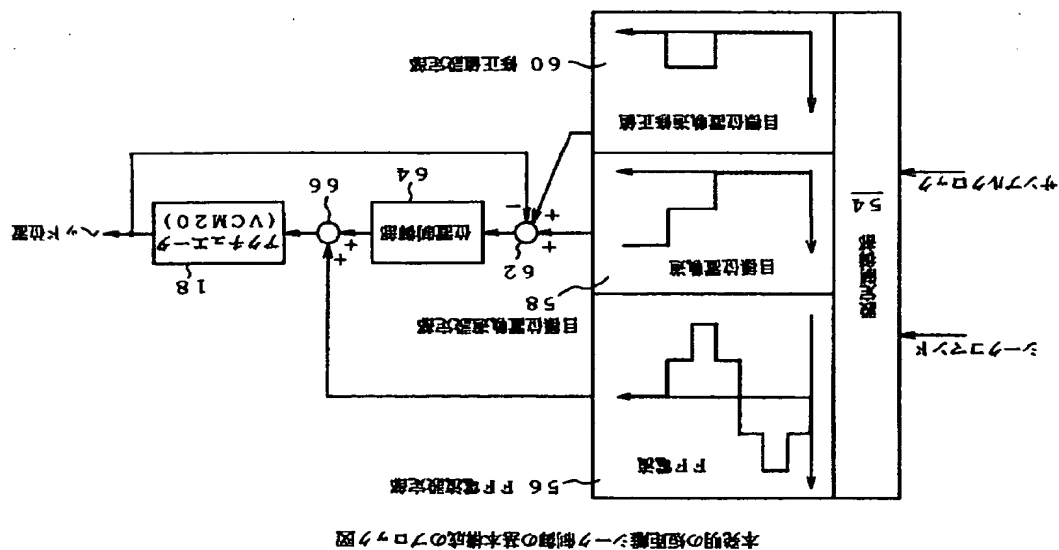 本発明の短距離シーク制御の基本構成のブロック図
56 FF電流設定部
シークコマンド
サンプルクロック
設定制御部
54
FF電流
目標位置軌道設定部
58
目標位置軌道
目標位置軌道修正値
60 修正値設定部
62
+
+
−
位置制御部
64
66
+
+
18
アクチュエータ
(VCM20)
ヘッド位置